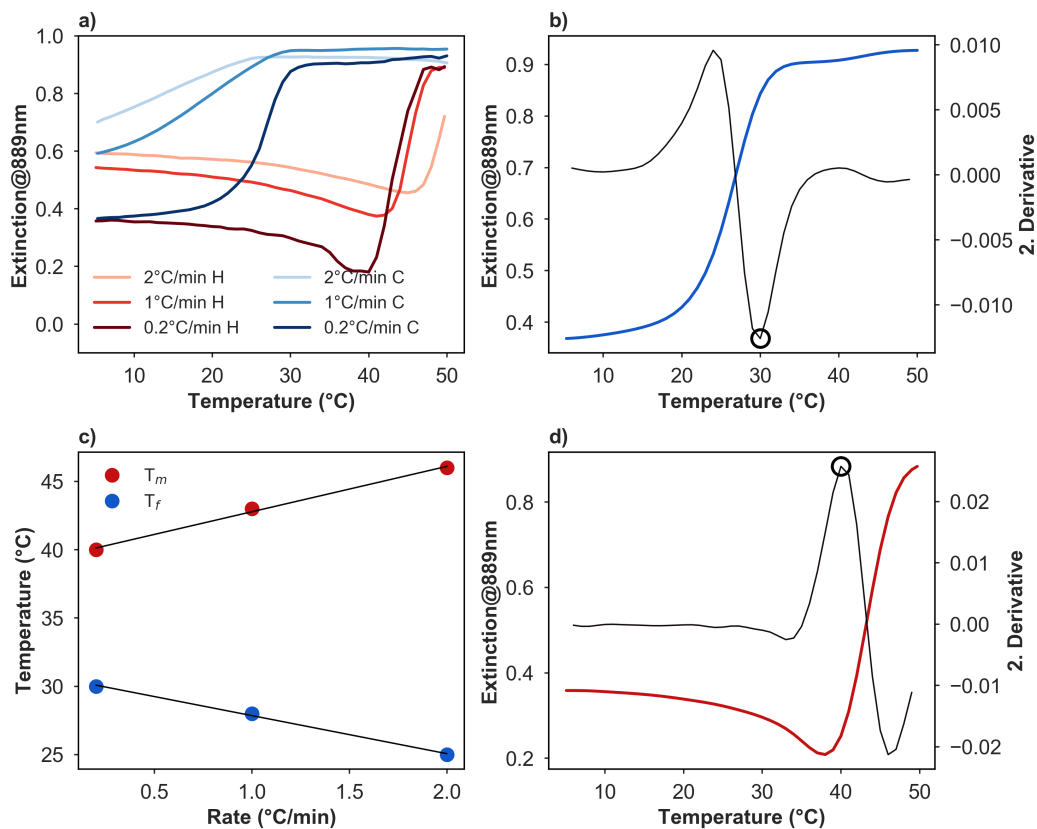 a)
1.0
0.8
0.6
0.4
0.2
0.0
Extinction@889nm
2°C/min H
1°C/min H
0.2°C/min H
2°C/min C
1°C/min C
0.2°C/min C
10 20 30 40 50
Temperature (°C)
b)
0.9
0.8
0.7
0.6
0.5
0.4
Extinction@889nm
0.010
0.005
0.000
−0.005
−0.010
2. Derivative
10 20 30 40 50
Temperature (°C)
c)
45
40
35
30
25
Temperature (°C)
Tm
Tf
0.5 1.0 1.5 2.0
Rate (°C/min)
d)
0.8
0.6
0.4
0.2
Extinction@889nm
0.02
0.01
0.00
−0.01
−0.02
2. Derivative
10 20 30 40 50
Temperature (°C)